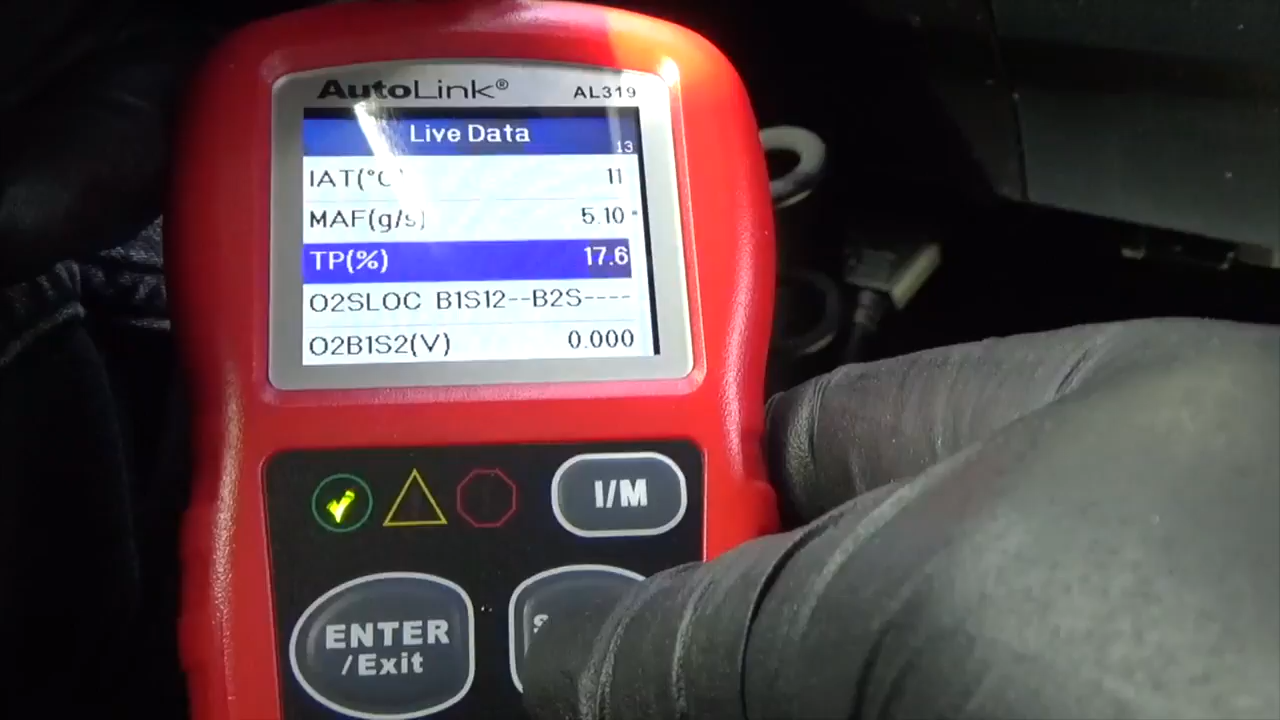 AutoLink® AL319
Live Data
13
IAT(°C) 11
MAF(g/s) 5.10
TP(%) 17.6
O2SLOC B1S12--B2S----
O2B1S2(V) 0.000
I/M
ENTER
/Exit